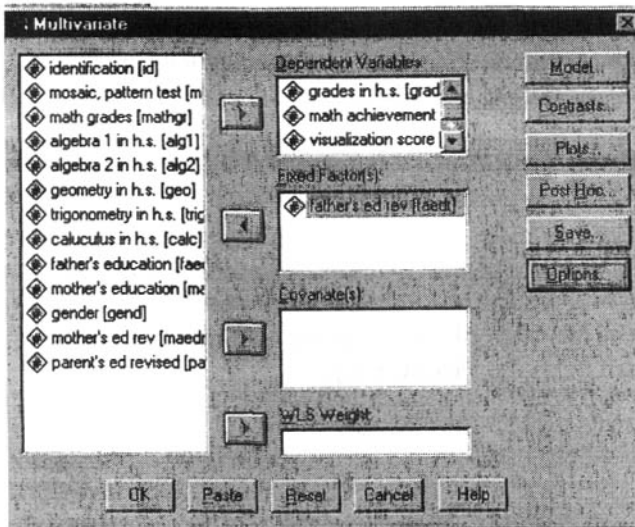 Multivariate
identification [id]
mosaic, pattern test [m
math grades [mathgr]
algebra 1 in h.s. [alg1]
algebra 2 in h.s. [alg2]
geometry in h.s. [geo]
trigonometry in h.s. [trig
caluculus in h.s. [calc]
father's education [faed
mother's education [ma
gender [gend]
mother's ed rev [maedr
parent's ed revised [pa
Dependent Variables:
grades in h.s. [grad
math achievement
visualization score [
Fixed Factor(s):
father's ed rev [faedr]
Covariate(s):
WLS Weight:
Model...
Contrasts...
Plots...
Post Hoc...
Save...
Options...
OK
Paste
Reset
Cancel
Help